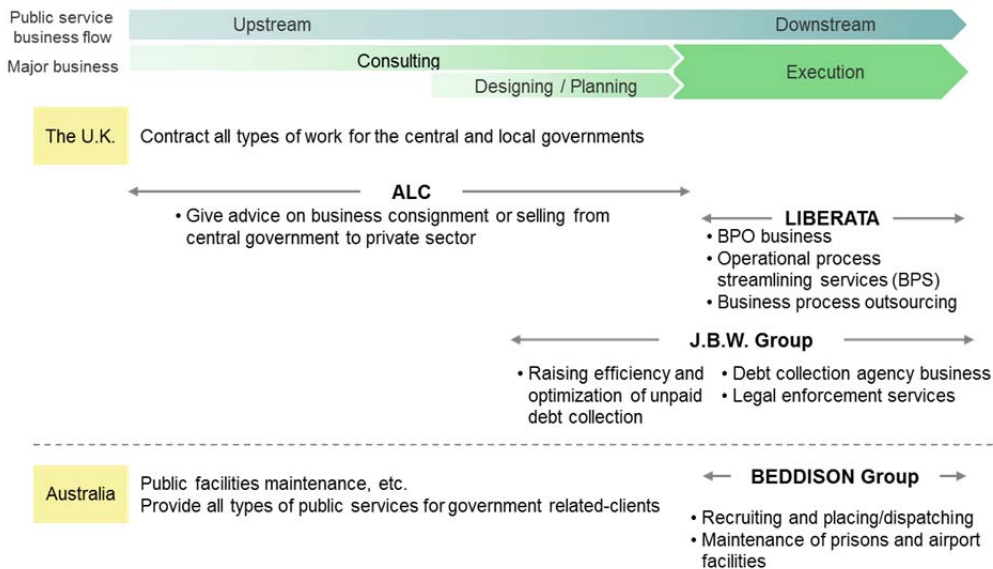 Public service
business flow
Upstream
Downstream
Major business
Consulting
Execution
Designing / Planning
The U.K.
Contract all types of work for the central and local governments
ALC
• Give advice on business consignment or selling from
central government to private sector
LIBERATA
• BPO business
• Operational process
streamlining services (BPS)
• Business process outsourcing
J.B.W. Group
• Raising efficiency and
optimization of unpaid
debt collection
• Debt collection agency business
• Legal enforcement services
Australia
Public facilities maintenance, etc.
Provide all types of public services for government related-clients
BEDDISON Group
• Recruiting and placing/dispatching
• Maintenance of prisons and airport
facilities